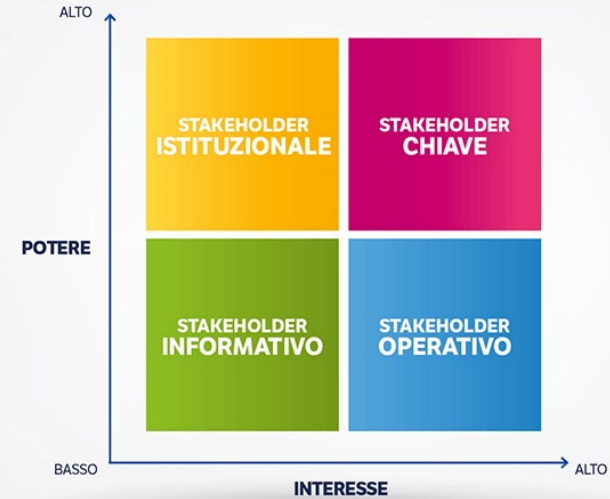 ALTO
STAKEHOLDER
ISTITUZIONALE
STAKEHOLDER
CHIAVE
POTERE
STAKEHOLDER
INFORMATIVO
STAKEHOLDER
OPERATIVO
BASSO
ALTO
INTERESSE